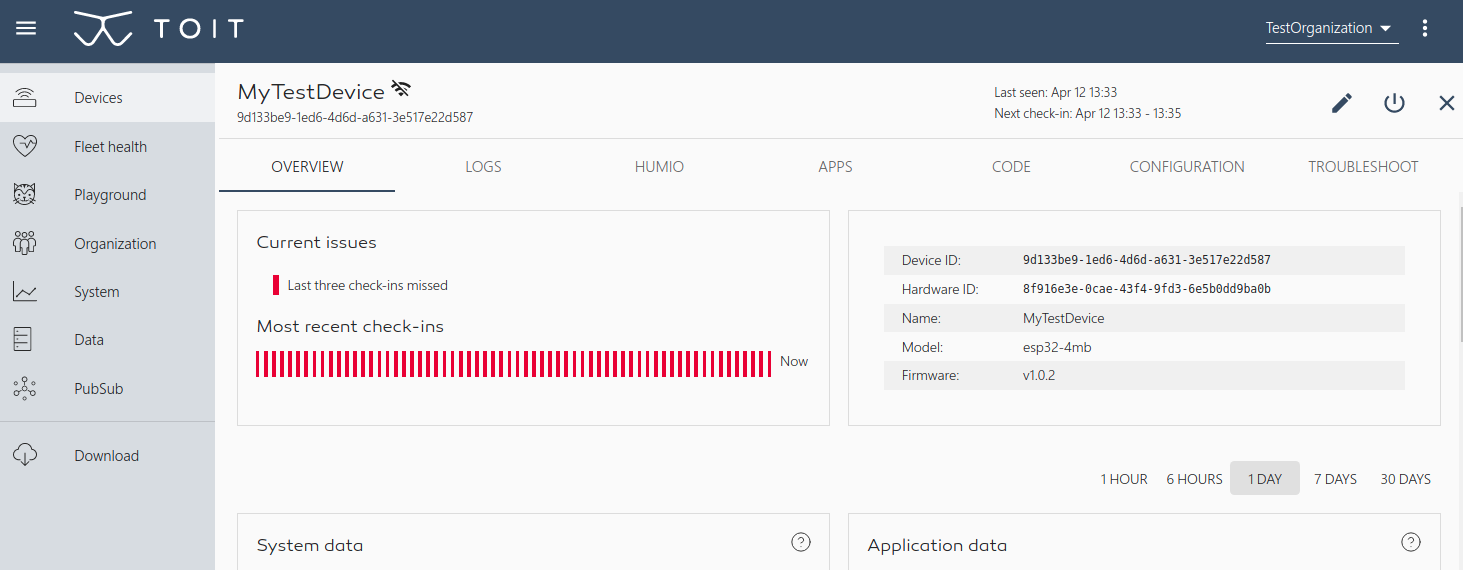 TOIT
TestOrganization
Devices
Fleet health
Playground
Organization
System
Data
PubSub
Download
MyTestDevice
9d133be9-1ed6-4d6d-a631-3e517e22d587
Last seen: Apr 12 13:33
Next check-in: Apr 12 13:33 - 13:35
OVERVIEW LOGS HUMIO APPS CODE CONFIGURATION TROUBLESHOOT
Current issues
Last three check-ins missed
Most recent check-ins
Now
Device ID: 9d133be9-1ed6-4d6d-a631-3e517e22d587
Hardware ID: 8f916e3e-0cae-43f4-9fd3-6e5b0dd9ba0b
Name: MyTestDevice
Model: esp32-4mb
Firmware: v1.0.2
1 HOUR 6 HOURS 1 DAY 7 DAYS 30 DAYS
System data ?
Application data ?